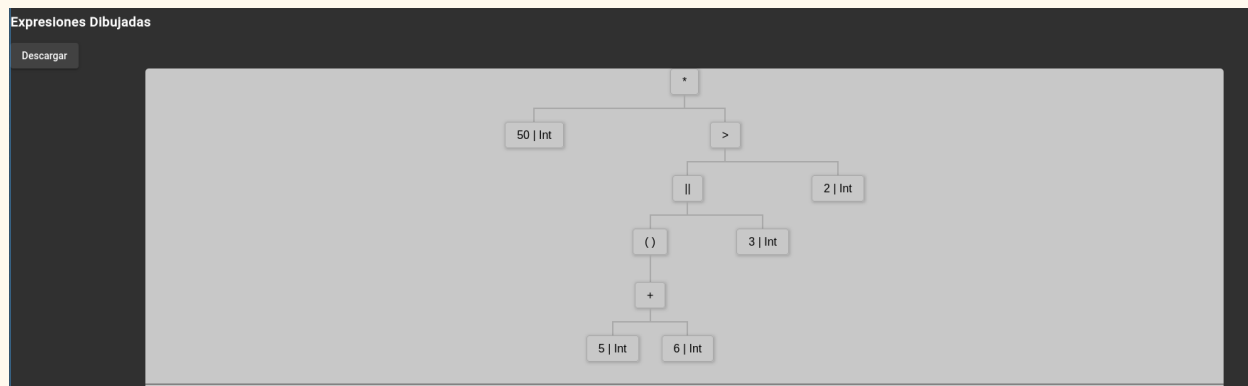 Expresiones Dibujadas
Descargar
*
50 | Int
>
||
2 | Int
( )
3 | Int
+
5 | Int
6 | Int